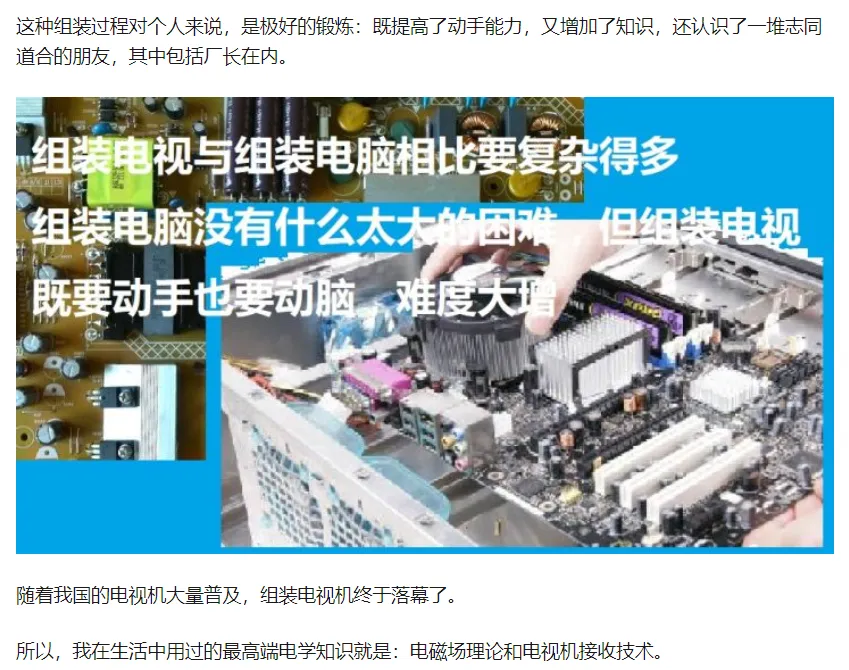 这种组装过程对个人来说，是极好的锻炼：既提高了动手能力，又增加了知识，还认识了一堆志同
道合的朋友，其中包括厂长在内。
组装电视与组装电脑相比要复杂得多
组装电脑没有什么太大的困难，但组装电视
既要动手也要动脑，难度大增
随着我国的电视机大量普及，组装电视机终于落幕了。
所以，我在生活中用过的最高端电学知识就是：电磁场理论和电视机接收技术。